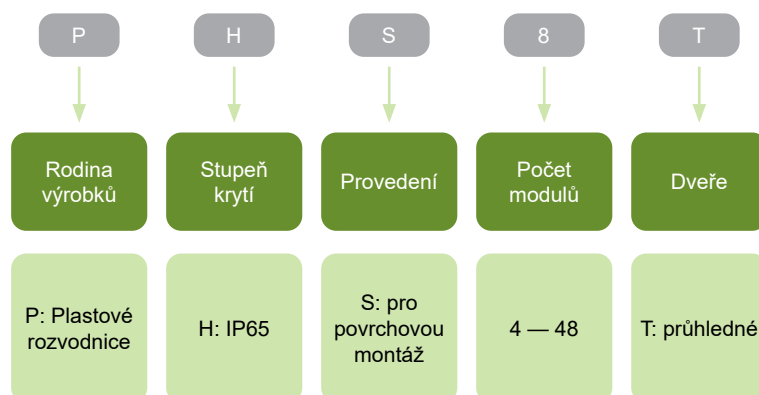 P H S 8 T
Rodina
výrobků
Stupeň
krytí
Provedení
Počet
modulů
Dveře
P: Plastové
rozvodnice
H: IP65
S: pro
povrchovou
montáž
4 — 48
T: průhledné